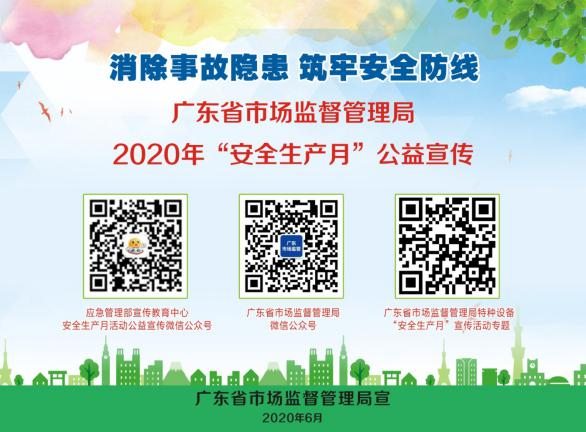 消除事故隐患 筑牢安全防线
广东省市场监督管理局
2020年“安全生产月”公益宣传
广东
市场监管
应急管理部宣传教育中心
安全生产月活动公益宣传微信公众号
广东省市场监督管理局
微信公众号
广东省市场监督管理局特种设备
“安全生产月”宣传活动专题
广东省市场监督管理局宣
2020年6月